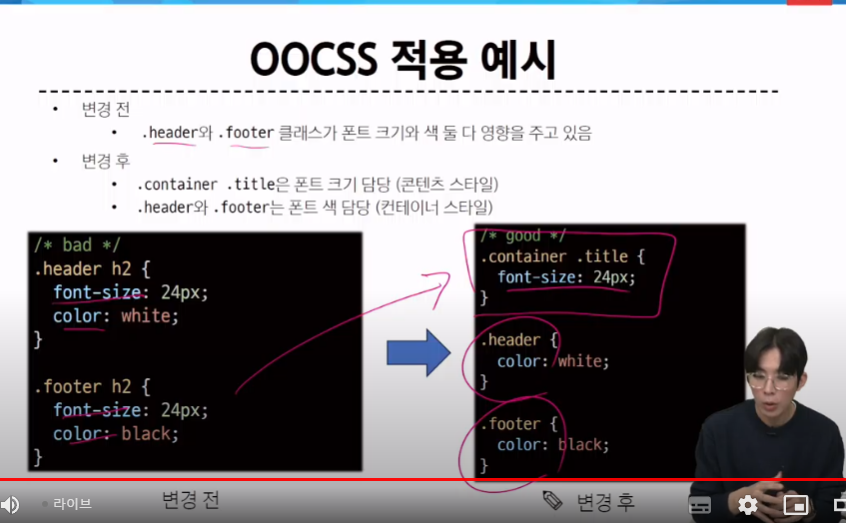 OOCSS 적용 예시
• 변경 전
• .header와 .footer 클래스가 폰트 크기와 색 둘 다 영향을 주고 있음
• 변경 후
• .container .title은 폰트 크기 담당 (콘텐츠 스타일)
• .header와 .footer는 폰트 색 담당 (컨테이너 스타일)
/* bad */
.header h2 {
font-size: 24px;
color: white;
}
.footer h2 {
font-size: 24px;
color: black;
}
/* good */
.container .title {
font-size: 24px;
}
.header {
color: white;
}
.footer {
color: black;
}
변경 전
변경 후
라이브